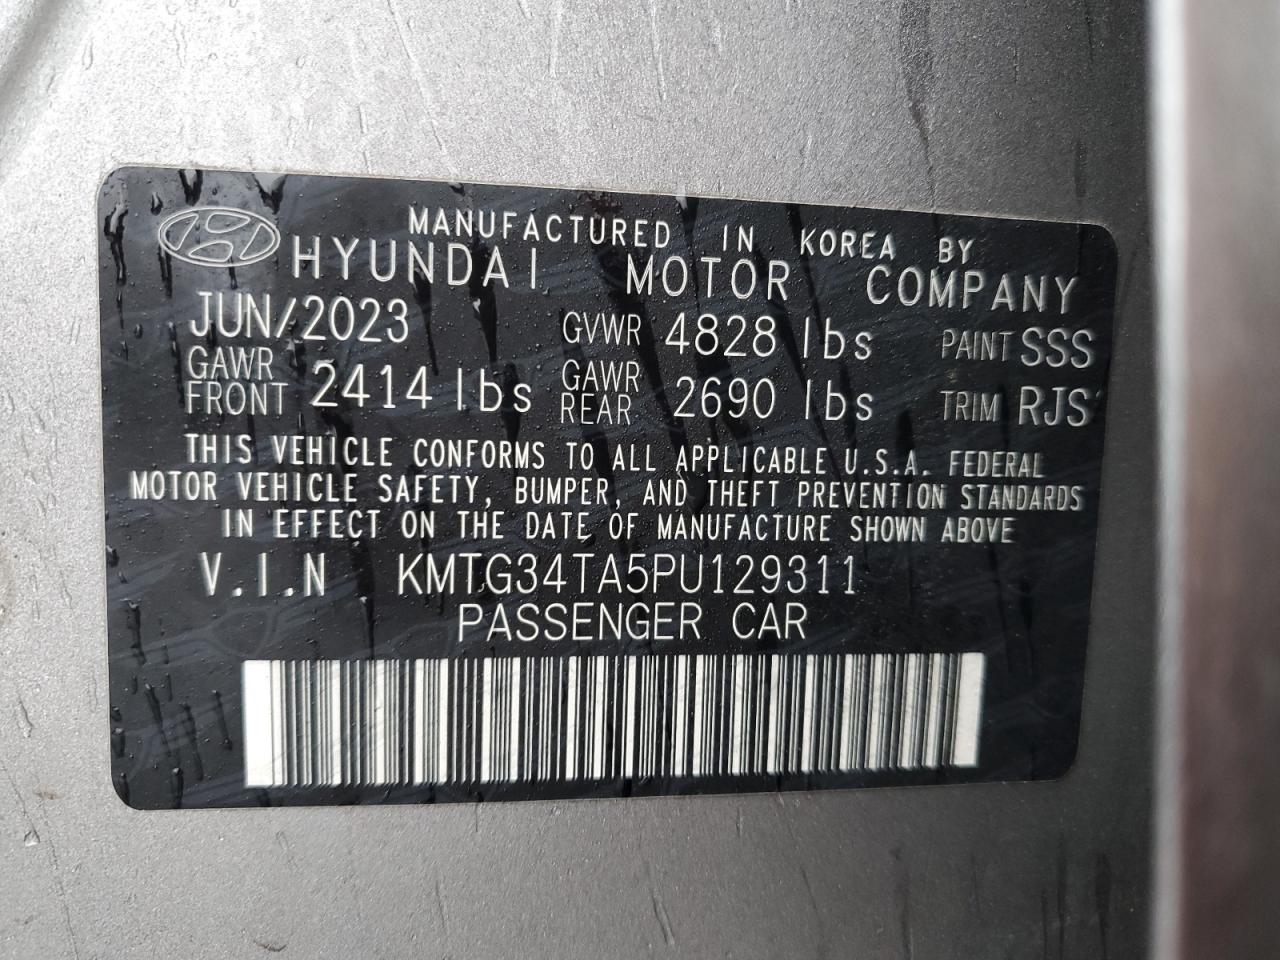 MANUFACTURED IN KOREA BY
HYUNDAI MOTOR COMPANY
JUN/2023 GVWR 4828 lbs PAINT SSS
GAWR FRONT 2414 lbs GAWR REAR 2690 lbs TRIM RJS
THIS VEHICLE CONFORMS TO ALL APPLICABLE U.S.A. FEDERAL
MOTOR VEHICLE SAFETY, BUMPER, AND THEFT PREVENTION STANDARDS
IN EFFECT ON THE DATE OF MANUFACTURE SHOWN ABOVE
V.I.N KMTG34TA5PU129311
PASSENGER CAR